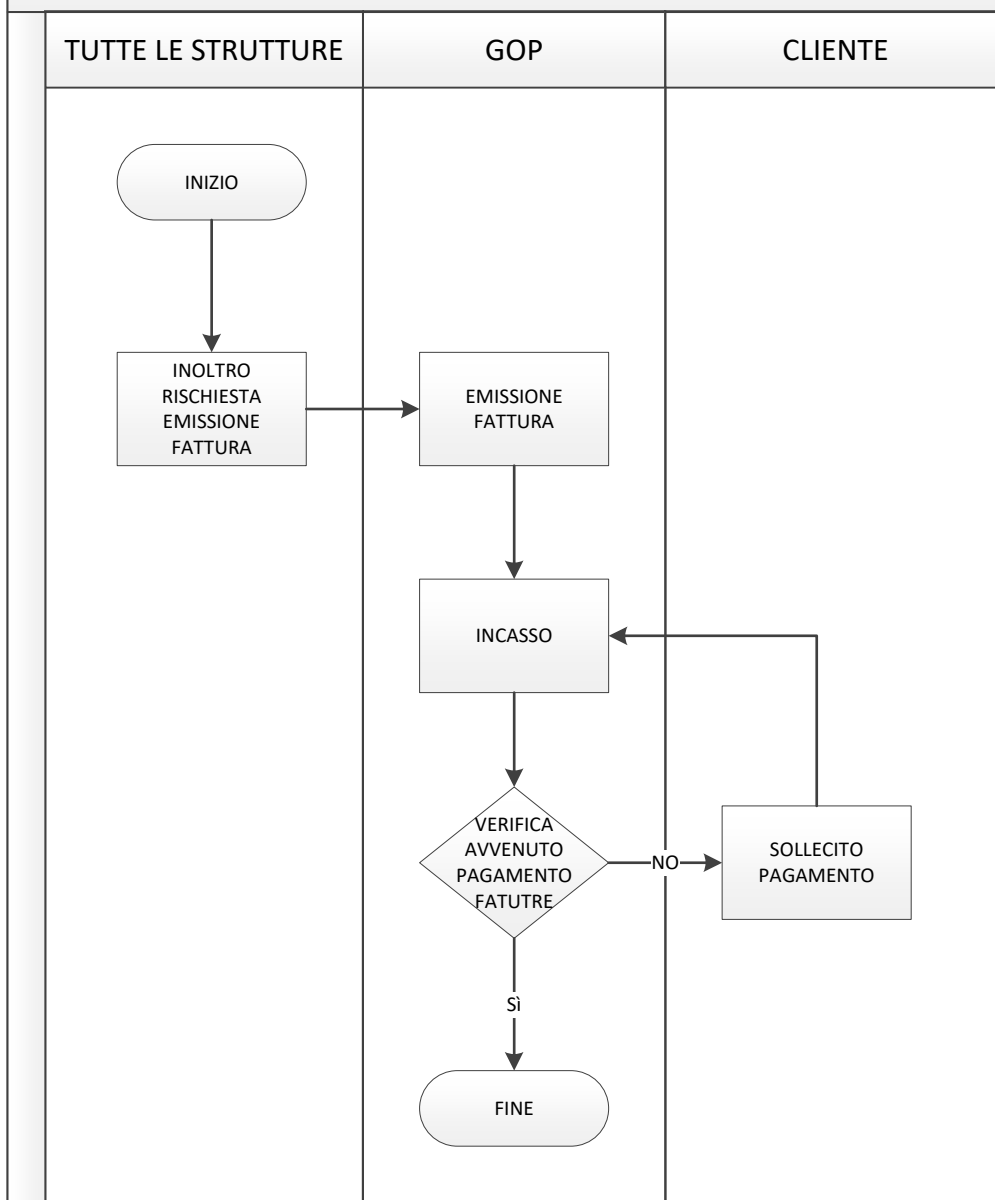 TUTTE LE STRUTTURE
GOP
CLIENTE
INIZIO
INOLTRO
RISCHIESTA
EMISSIONE
FATTURA
EMISSIONE
FATTURA
INCASSO
VERIFICA
AVVENUTO
PAGAMENTO
FATUTRE
NO
SOLLECITO
PAGAMENTO
Sì
FINE